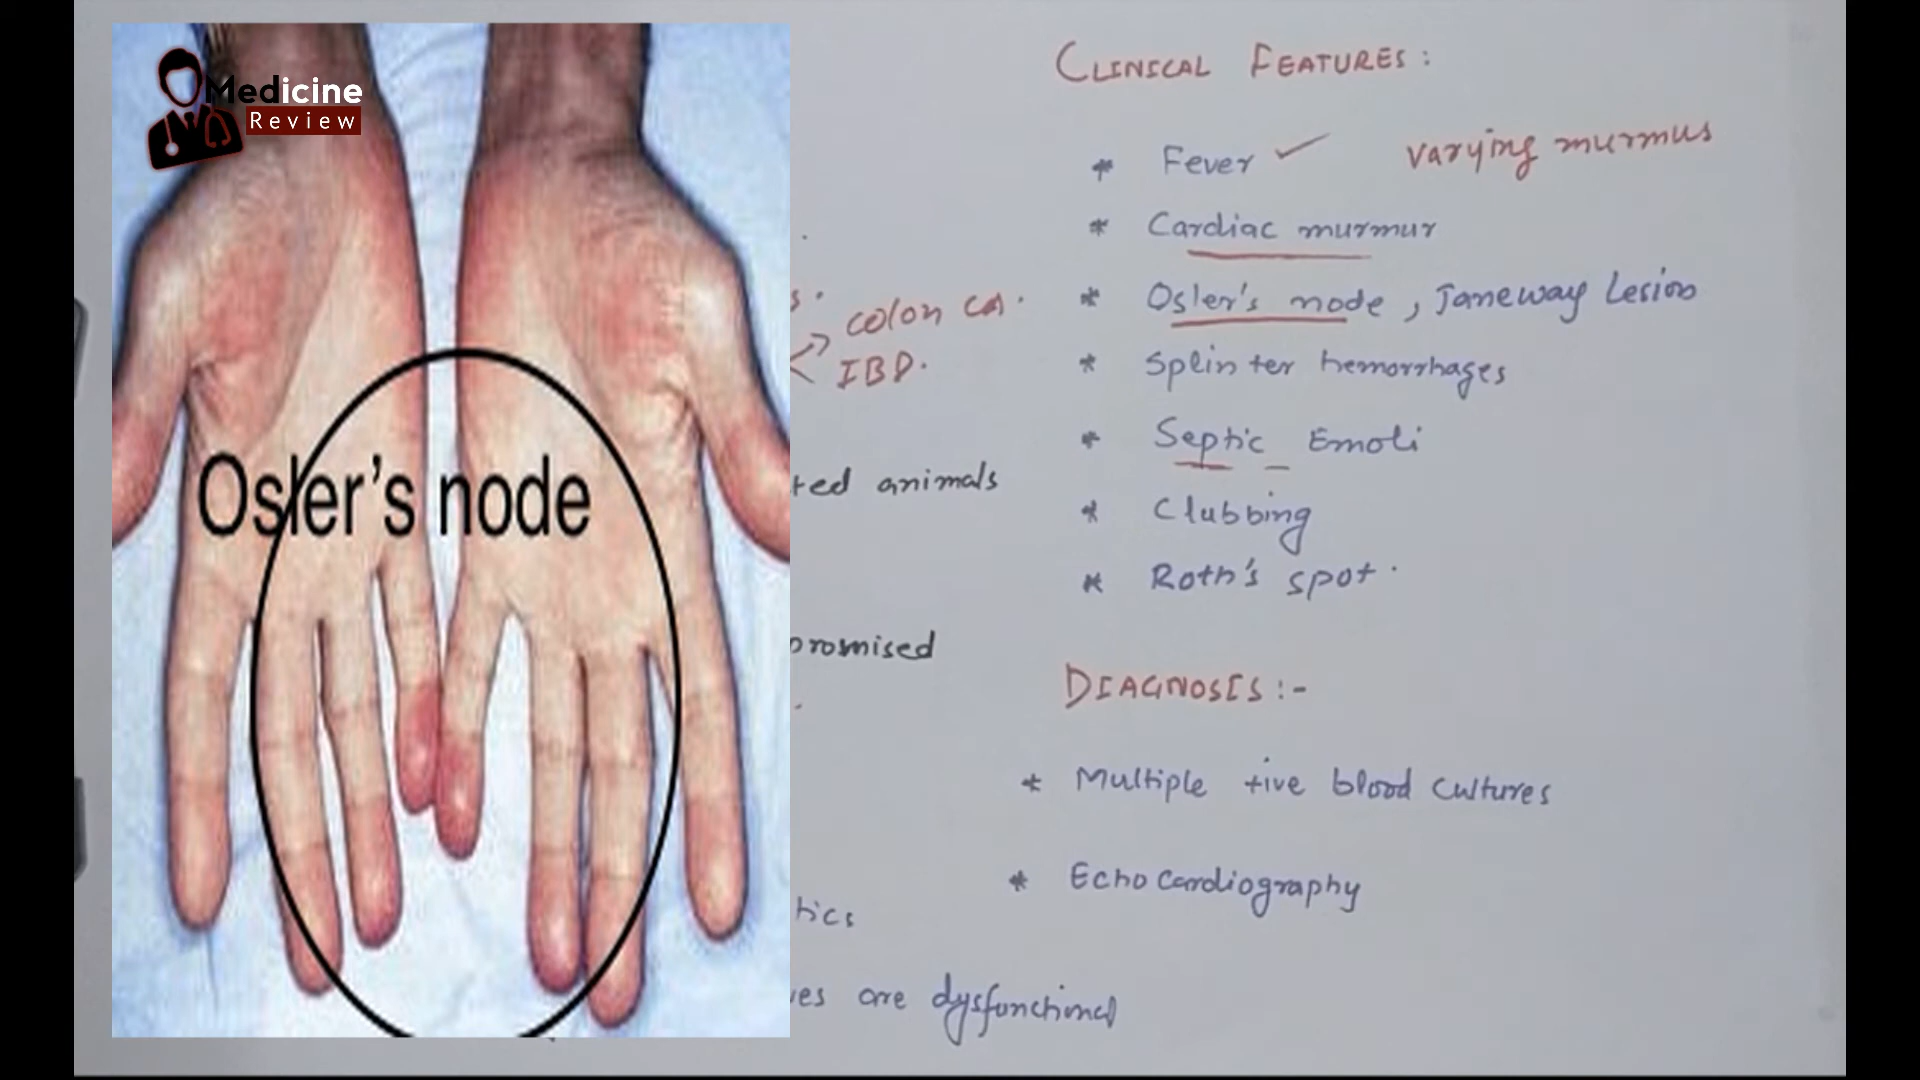 Medicine
Review
Osler's node
CLINICAL FEATURES :
* Fever ✓ varying murmus
* Cardiac murmur
* Osler's node , Janeway Lesion
* Splinter hemorrhages
* Septic Emoli
* Clubbing
* Roth's spot .
s .
colon ca .
IBD .
ted animals
promised
tics
ves are dysfunctional
DIAGNOSIS :-
* Multiple +ive blood cultures
* Echocardiography